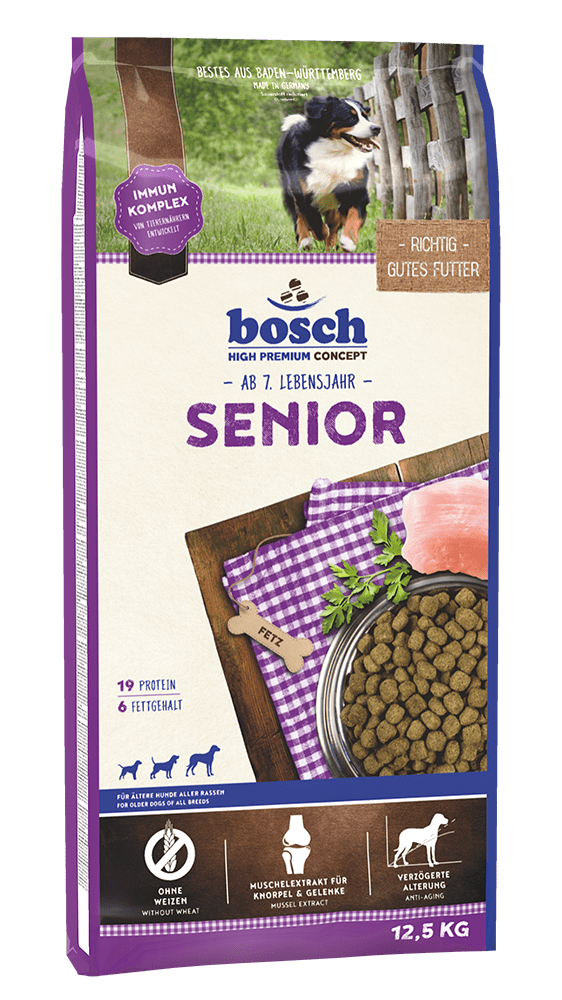 BESTES AUS BADEN-WÜRTTEMBERG
MADE IN GERMANY
Sauerstoff reduziert
IMMUN
KOMPLEX
VON TIERERNÄHRERN
ENTWICKELT
- RICHTIG -
GUTES FUTTER
bosch
HIGH PREMIUM CONCEPT
- AB 7. LEBENSJAHR -
SENIOR
FETZ
19 PROTEIN
6 FETTGEHALT
FÜR ÄLTERE HUNDE ALLER RASSEN
FOR OLDER DOGS OF ALL BREEDS
OHNE
WEIZEN
WITHOUT WHEAT
MUSCHELEXTRAKT FÜR
KNORPEL & GELENKE
MUSSEL EXTRACT
VERZÖGERTE
ALTERUNG
ANTI-AGING
12,5 KG